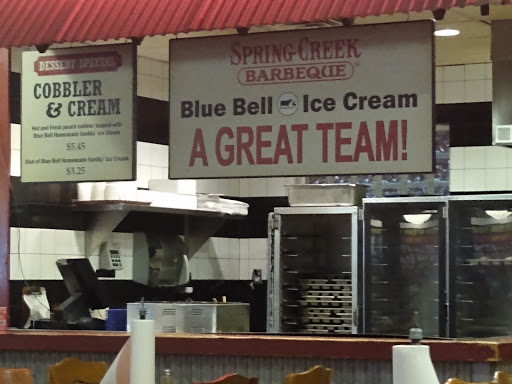 DESSERT SPECIAL
COBBLER
& CREAM
Hot and Fresh peach cobbler topped with
Blue Bell Homemade Vanilla Ice Cream
$5.45
Dish of Blue Bell Homemade Vanilla Ice Cream
$3.25
SPRING CREEK
BARBEQUE
Blue Bell Ice Cream
A GREAT TEAM!